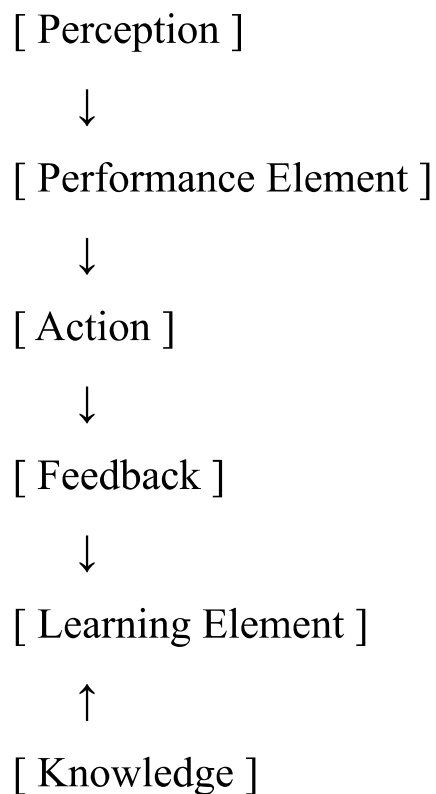 [ Perception ]
↓
[ Performance Element ]
↓
[ Action ]
↓
[ Feedback ]
↓
[ Learning Element ]
↑
[ Knowledge ]